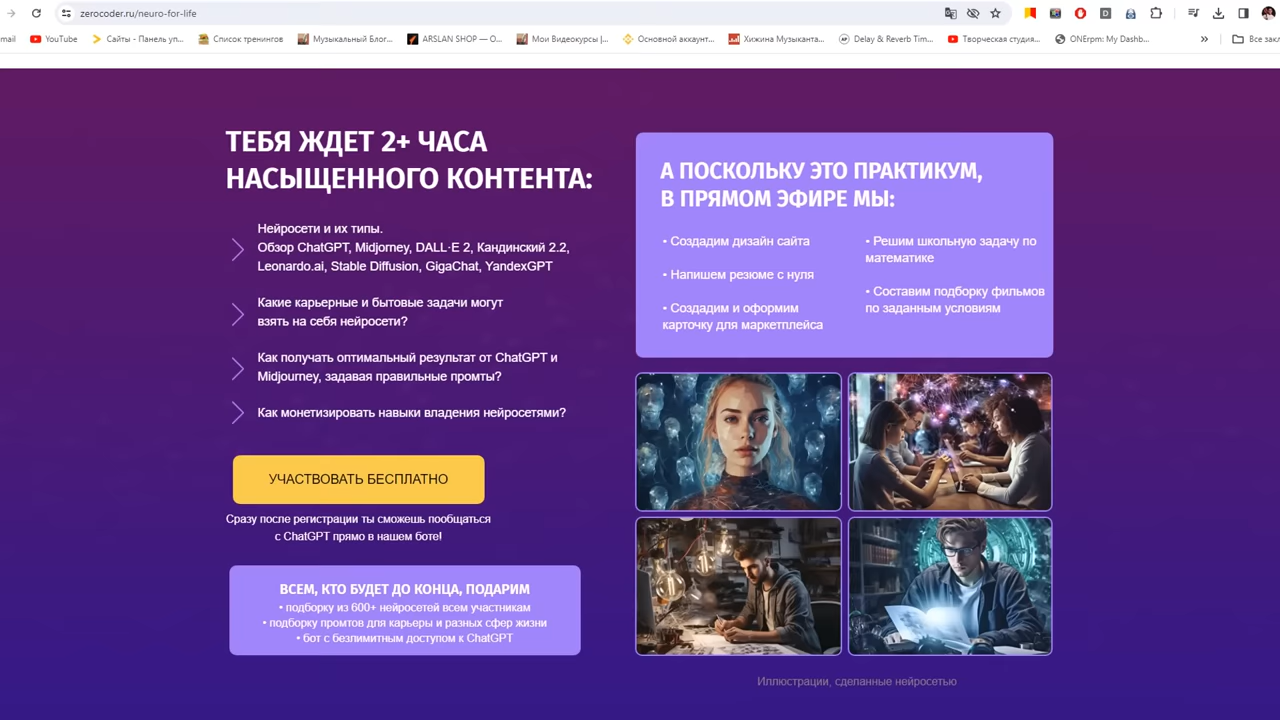 zerocoder.ru/neuro-for-life
mail
YouTube
Сайты - Панель уп...
Список тренингов
Музыкальный Блог...
ARSLAN SHOP — О...
Мои Видеокурсы |...
Основной аккаунт...
Хижина Музыканта...
Delay & Reverb Tim...
Творческая студия...
ONErpm: My Dashb...
»
Все закл
ТЕБЯ ЖДЕТ 2+ ЧАСА
НАСЫЩЕННОГО КОНТЕНТА:
Нейросети и их типы.
Обзор ChatGPT, Midjorney, DALL·E 2, Кандинский 2.2,
Leonardo.ai, Stable Diffusion, GigaChat, YandexGPT
Какие карьерные и бытовые задачи могут
взять на себя нейросети?
Как получать оптимальный результат от ChatGPT и
Midjourney, задавая правильные промты?
Как монетизировать навыки владения нейросетями?
УЧАСТВОВАТЬ БЕСПЛАТНО
Сразу после регистрации ты сможешь пообщаться
с ChatGPT прямо в нашем боте!
ВСЕМ, КТО БУДЕТ ДО КОНЦА, ПОДАРИМ
• подборку из 600+ нейросетей всем участникам
• подборку промтов для карьеры и разных сфер жизни
• бот с безлимитным доступом к ChatGPT
А ПОСКОЛЬКУ ЭТО ПРАКТИКУМ,
В ПРЯМОМ ЭФИРЕ МЫ:
• Создадим дизайн сайта
• Напишем резюме с нуля
• Создадим и оформим
карточку для маркетплейса
• Решим школьную задачу по
математике
• Составим подборку фильмов
по заданным условиям
Иллюстрации, сделанные нейросетью